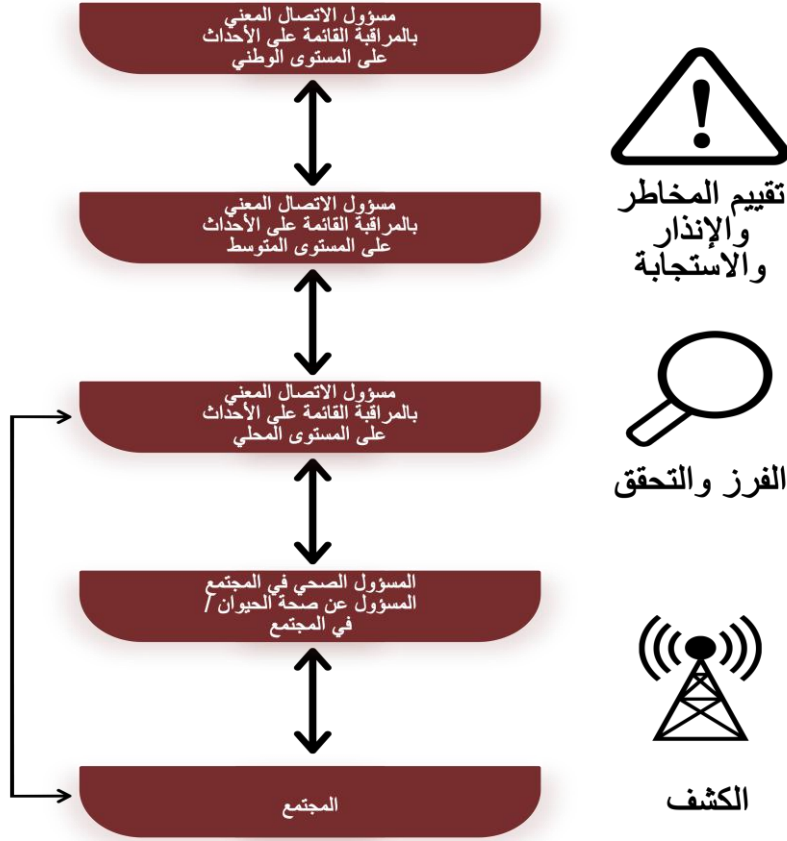 مسؤول الاتصال المعني
بالمراقبة القائمة على الأحداث
على المستوى الوطني
مسؤول الاتصال المعني
بالمراقبة القائمة على الأحداث
على المستوى المتوسط
مسؤول الاتصال المعني
بالمراقبة القائمة على الأحداث
على المستوى المحلي
المسؤول الصحي في المجتمع
المسؤول عن صحة الحيوان /
في المجتمع
المجتمع
تقييم المخاطر
والإنذار
والاستجابة
الفرز والتحقق
الكشف